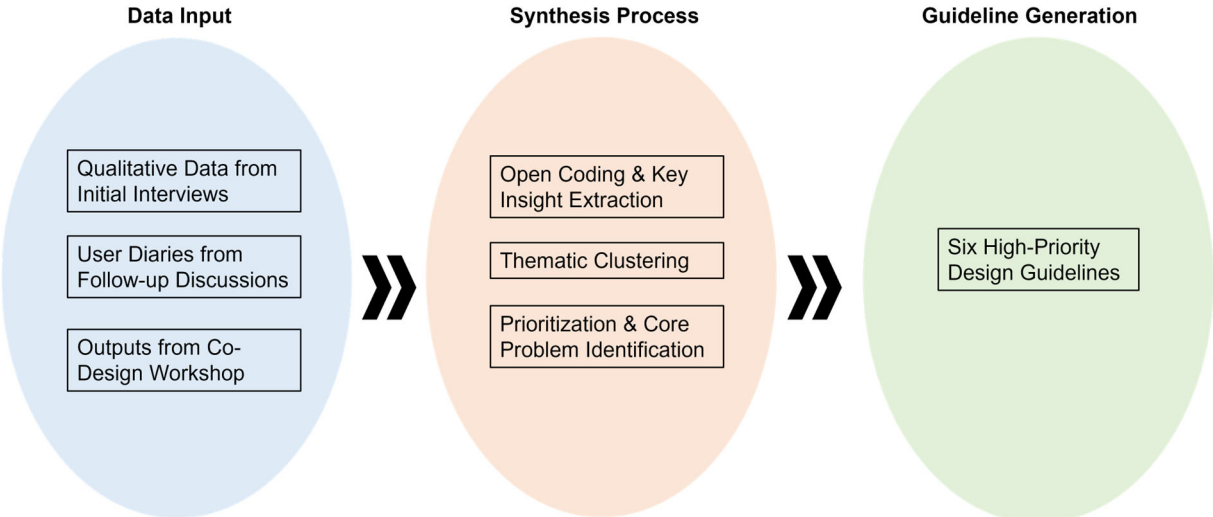 Data Input
Qualitative Data from
Initial Interviews
User Diaries from
Follow-up Discussions
Outputs from Co-
Design Workshop
Synthesis Process
Open Coding & Key
Insight Extraction
Thematic Clustering
Prioritization & Core
Problem Identification
Guideline Generation
Six High-Priority
Design Guidelines